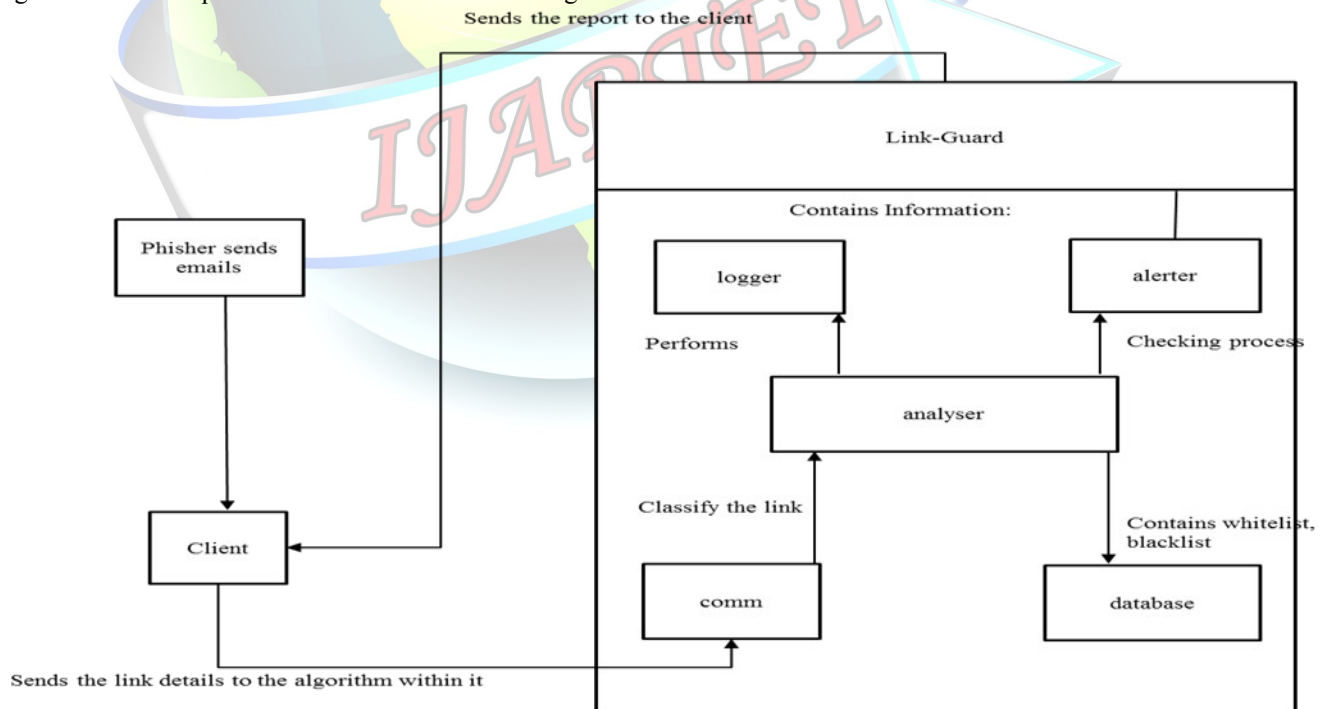 Sends the report to the client
IJARTET
Link-Guard
Contains Information:
Phisher sends
emails
logger
alerter
Performs
Checking process
analyser
Classify the link
Contains whitelist,
blacklist
Client
comm
database
Sends the link details to the algorithm within it